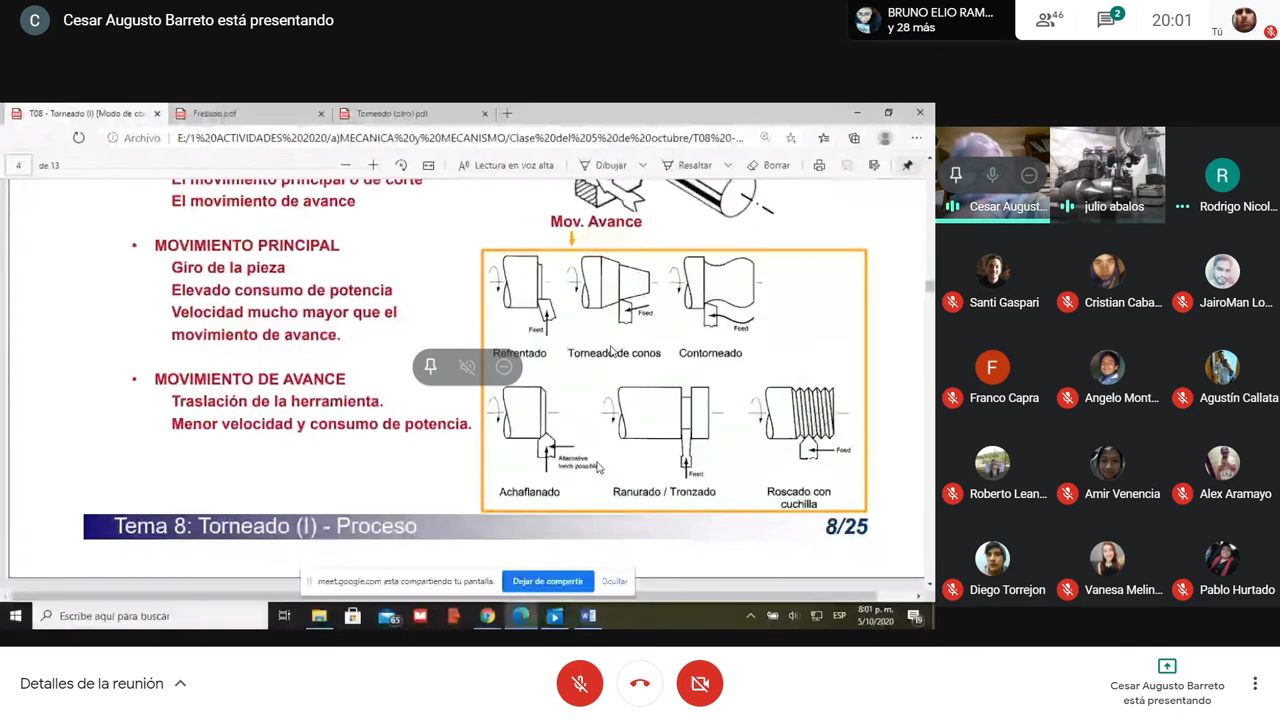 C Cesar Augusto Barreto está presentando
BRUNO ELIO RAM...
y 28 más
46
2
20:01
Tú
T08 - Torneado (I) [Modo de co
Fresado.pdf
Torneado (otro).pdf
Archivo
E:/1%20ACTIVIDADES%202020/a)MECANICA%20y%20MECANISMO/Clase%20del%205%20de%20octubre/T08%20-...
4 de 13
Lectura en voz alta
Dibujar
Resaltar
Borrar
El movimiento principal o de corte
El movimiento de avance
Mov. Avance
• MOVIMIENTO PRINCIPAL
Giro de la pieza
Elevado consumo de potencia
Velocidad mucho mayor que el
movimiento de avance.
• MOVIMIENTO DE AVANCE
Traslación de la herramienta.
Menor velocidad y consumo de potencia.
Feed
Feed
Feed
Refrentado
Torneado de conos
Contorneado
Alternative
feeds possible
Feed
Feed
Achaflanado
Ranurado / Tronzado
Roscado con
cuchilla
Tema 8: Torneado (I) - Proceso
8/25
meet.google.com esta compartiendo tu pantalla.
Dejar de compartir
Ocultar
Escribe aquí para buscar
65
ESP
8:01 p. m.
5/10/2020
19
Cesar August...
julio abalos
R
Rodrigo Nicol...
Santi Gaspari
Cristian Caba...
JairoMan Lo...
F
Franco Capra
Angelo Mont...
Agustín Callata
Roberto Lean...
Amir Venencia
Alex Aramayo
Diego Torrejon
Vanesa Melin...
Pablo Hurtado
Detalles de la reunión
Cesar Augusto Barreto
está presentando